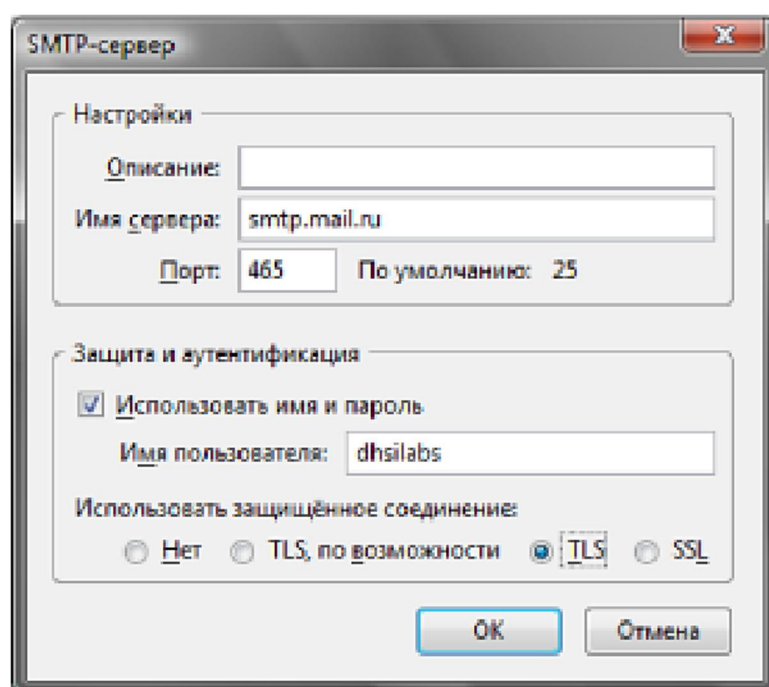 SMTP-сервер
Настройки
Описание:
Имя сервера: smtp.mail.ru
Порт: 465 По умолчанию: 25
Защита и аутентификация
Использовать имя и пароль
Имя пользователя: dhsilabs
Использовать защищённое соединение:
Нет TLS, по возможности TLS SSL
ОК Отмена